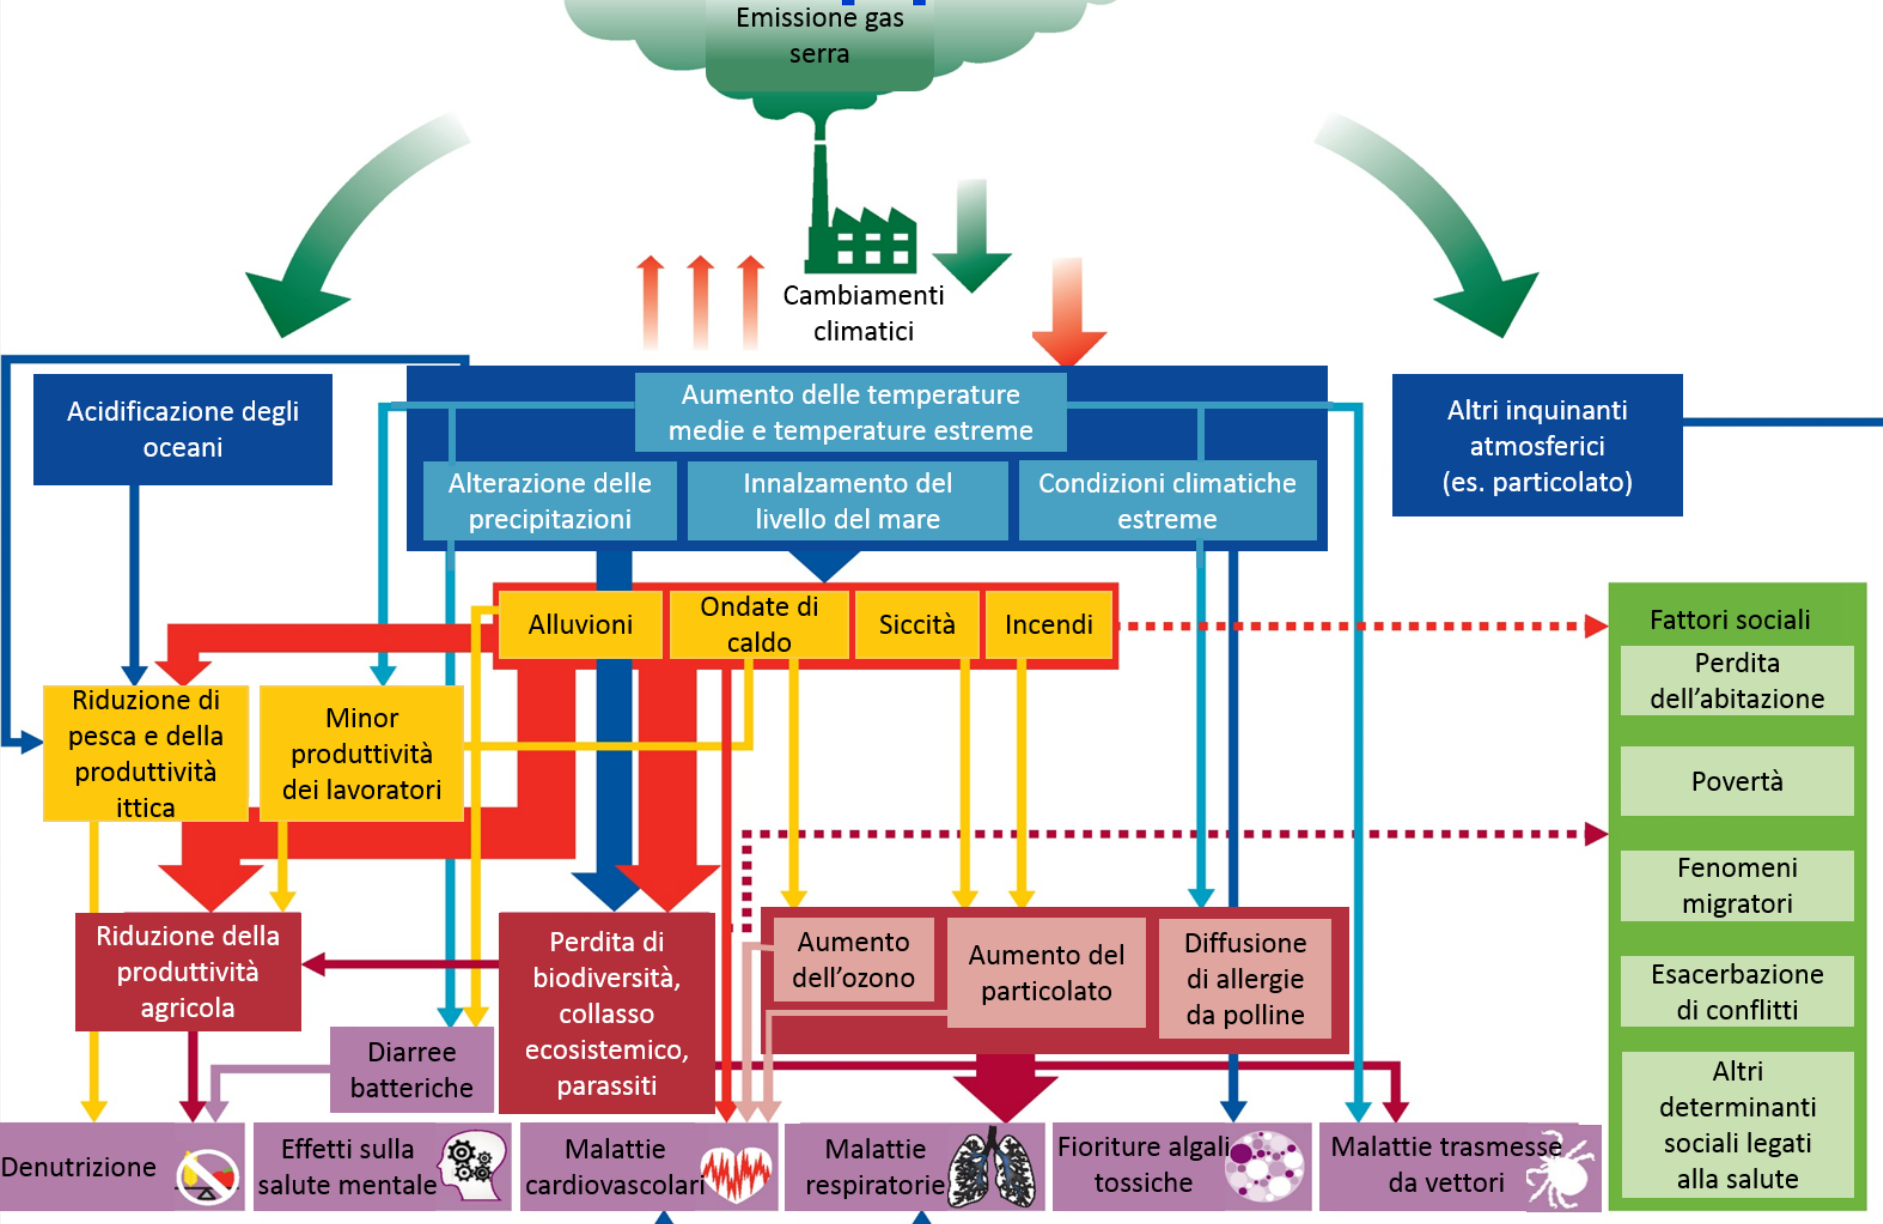 Emissione gas
serra
Cambiamenti
climatici
Acidificazione degli
oceani
Aumento delle temperature
medie e temperature estreme
Alterazione delle
precipitazioni
Innalzamento del
livello del mare
Condizioni climatiche
estreme
Altri inquinanti
atmosferici
(es. particolato)
Alluvioni
Ondate di
caldo
Siccità
Incendi
Fattori sociali
Perdita
dell’abitazione
Povertà
Fenomeni
migratori
Esacerbazione
di conflitti
Altri
determinanti
sociali legati
alla salute
Riduzione di
pesca e della
produttività
ittica
Minor
produttività
dei lavoratori
Riduzione della
produttività
agricola
Perdita di
biodiversità,
collasso
ecosistemico,
parassiti
Aumento
dell’ozono
Aumento del
particolato
Diffusione
di allergie
da polline
Diarree
batteriche
Denutrizione
Effetti sulla
salute mentale
Malattie
cardiovascolari
Malattie
respiratorie
Fioriture algali
tossiche
Malattie trasmesse
da vettori